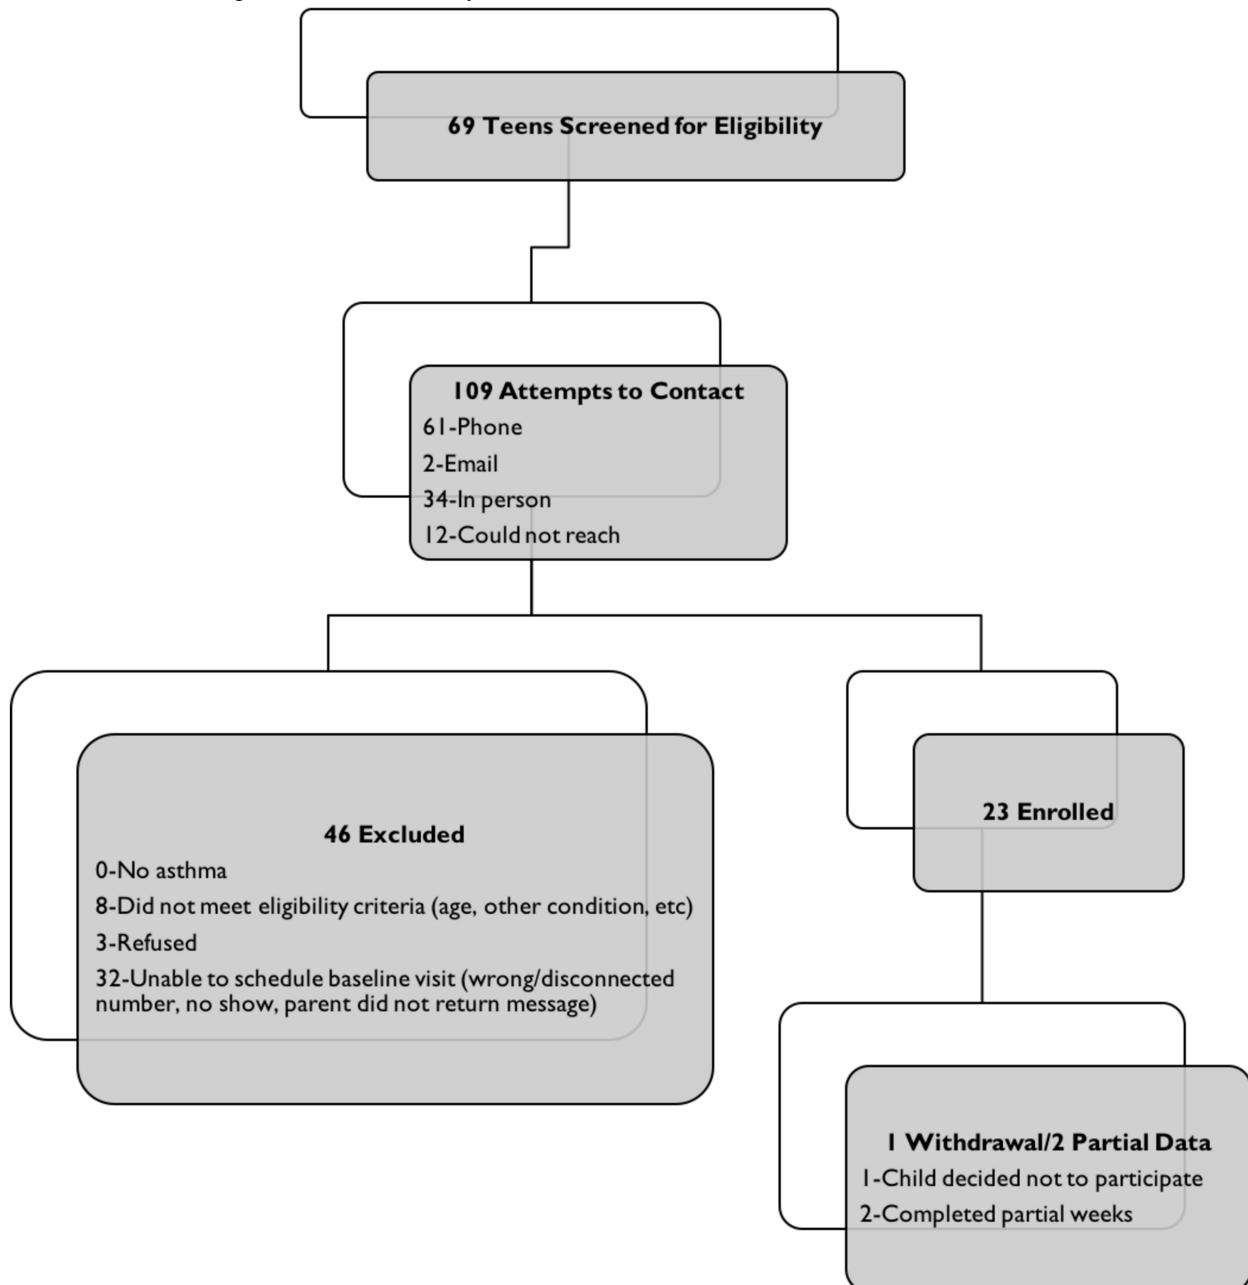 69 Teens Screened for Eligibility
109 Attempts to Contact
61-Phone
2-Email
34-In person
12-Could not reach
46 Excluded
0-No asthma
8-Did not meet eligibility criteria (age, other condition, etc)
3-Refused
32-Unable to schedule baseline visit (wrong/disconnected
number, no show, parent did not return message)
23 Enrolled
1 Withdrawal/2 Partial Data
1-Child decided not to participate
2-Completed partial weeks